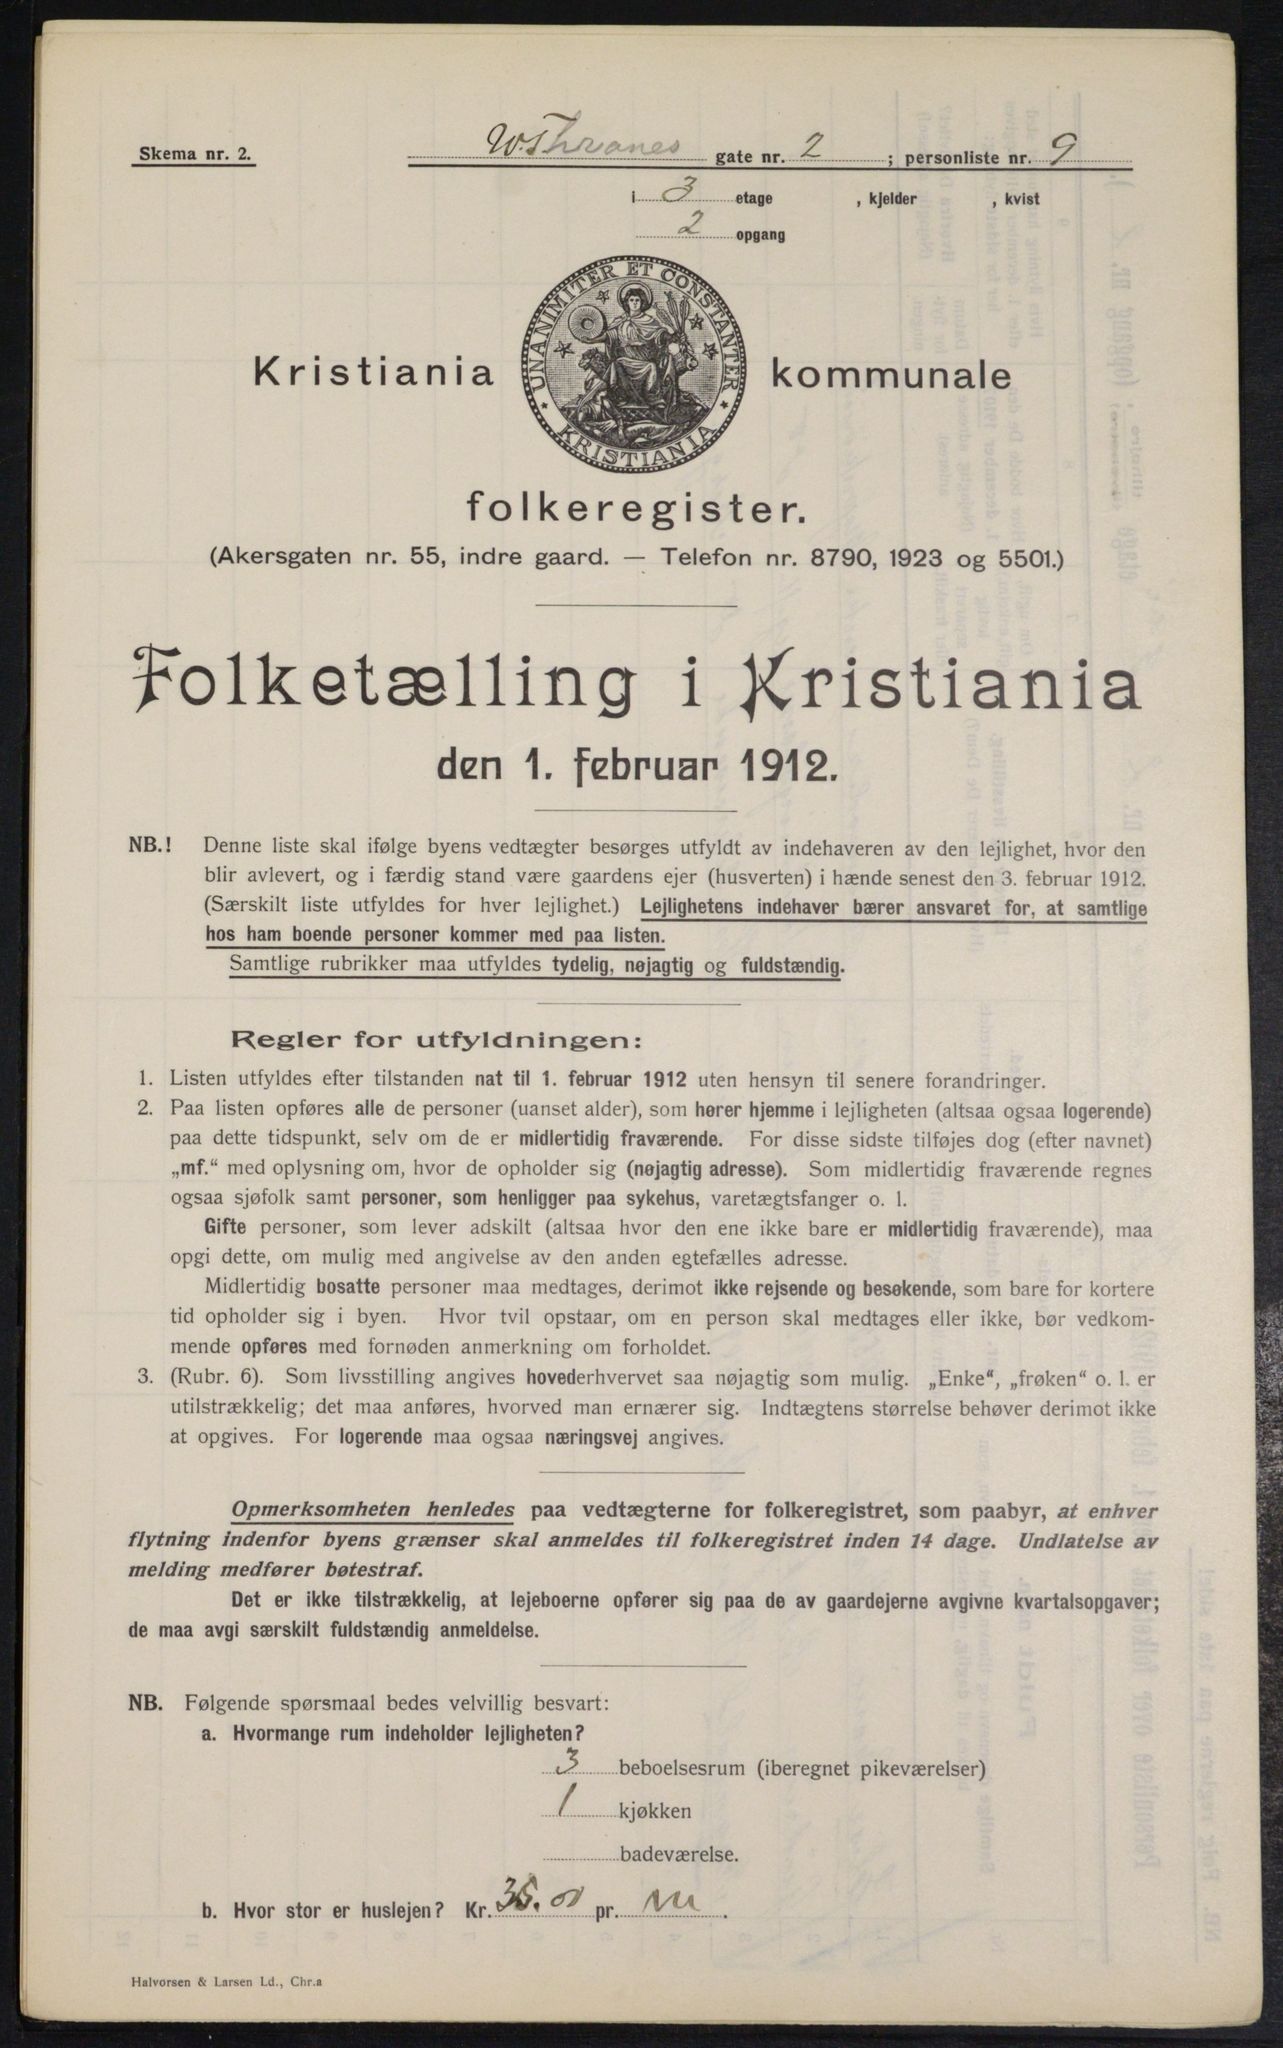 Skema nr. 2.
W. Thranes gate nr. 2 ; personliste nr. 9
i 3 etage , kjelder , kvist
2 opgang
UNANIMITER ET CONSTANTER
KRISTIANIA
Kristiania kommunale
folkeregister.
(Akersgaten nr. 55, indre gaard. — Telefon nr. 8790, 1923 og 5501.)
Folketælling i Kristiania
den 1. februar 1912.
NB.! Denne liste skal ifølge byens vedtægter besørges utfyldt av indehaveren av den lejlighet, hvor den
blir avlevert, og i færdig stand være gaardens ejer (husverten) i hænde senest den 3. februar 1912.
(Særskilt liste utfyldes for hver lejlighet.) Lejlighetens indehaver bærer ansvaret for, at samtlige
hos ham boende personer kommer med paa listen.
Samtlige rubrikker maa utfyldes tydelig, nøjagtig og fuldstændig.
Regler for utfyldningen:
1. Listen utfyldes efter tilstanden nat til 1. februar 1912 uten hensyn til senere forandringer.
2. Paa listen opføres alle de personer (uanset alder), som hører hjemme i lejligheten (altsaa ogsaa logerende)
paa dette tidspunkt, selv om de er midlertidig fraværende. For disse sidste tilføjes dog (efter navnet)
„mf.“ med oplysning om, hvor de opholder sig (nøjagtig adresse). Som midlertidig fraværende regnes
ogsaa sjøfolk samt personer, som henligger paa sykehus, varetægtsfanger o. l.
Gifte personer, som lever adskilt (altsaa hvor den ene ikke bare er midlertidig fraværende), maa
opgi dette, om mulig med angivelse av den anden egtefælles adresse.
Midlertidig bosatte personer maa medtages, derimot ikke rejsende og besøkende, som bare for kortere
tid opholder sig i byen. Hvor tvil opstaar, om en person skal medtages eller ikke, bør vedkom-
mende opføres med fornøden anmerkning om forholdet.
3. (Rubr. 6). Som livsstilling angives hovederhvervet saa nøjagtig som mulig. „Enke“, „frøken“ o. l. er
utilstrækkelig; det maa anføres, hvorved man ernærer sig. Indtægtens størrelse behøver derimot ikke
at opgives. For logerende maa ogsaa næringsvej angives.
Opmerksomheten henledes paa vedtægterne for folkeregistret, som paabyr, at enhver
flytning indenfor byens grænser skal anmeldes til folkeregistret inden 14 dage. Undlatelse av
melding medfører bøtestraf.
Det er ikke tilstrækkelig, at lejeboerne opfører sig paa de av gaardejerne avgivne kvartalsopgaver;
de maa avgi særskilt fuldstændig anmeldelse.
NB. Følgende spørsmaal bedes velvillig besvart:
a. Hvormange rum indeholder lejligheten?
3 beboelsesrum (iberegnet pikeværelser)
1 kjøkken
badeværelse.
b. Hvor stor er huslejen? Kr. 35.00 pr. m.
Halvorsen & Larsen Ld., Chr.a